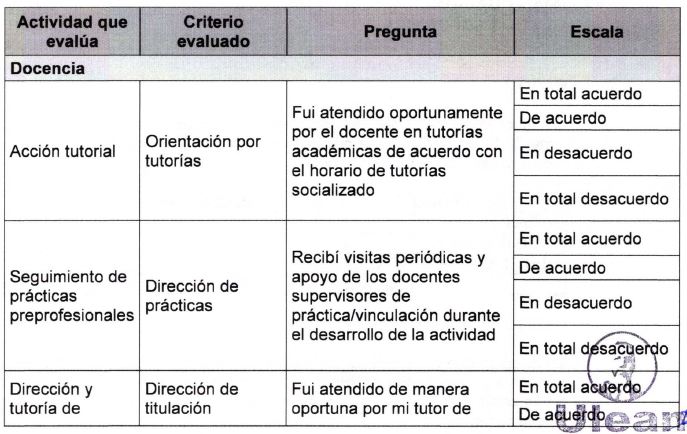 Actividad que evalúa
Criterio evaluado
Pregunta
Escala
Docencia
Acción tutorial
Orientación por
tutorías
Fui atendido oportunamente
por el docente en tutorías
académicas de acuerdo con
el horario de tutorías
socializado
En total acuerdo
De acuerdo
En desacuerdo
En total desacuerdo
Seguimiento de
prácticas
preprofesionales
Dirección de
prácticas
Recibí visitas periódicas y
apoyo de los docentes
supervisores de
práctica/vinculación durante
el desarrollo de la actividad
En total acuerdo
De acuerdo
En desacuerdo
En total desacuerdo
Dirección y
tutoría de
Dirección de
titulación
Fui atendido de manera
oportuna por mi tutor de
En total acuerdo
De acuerdo
Uleam